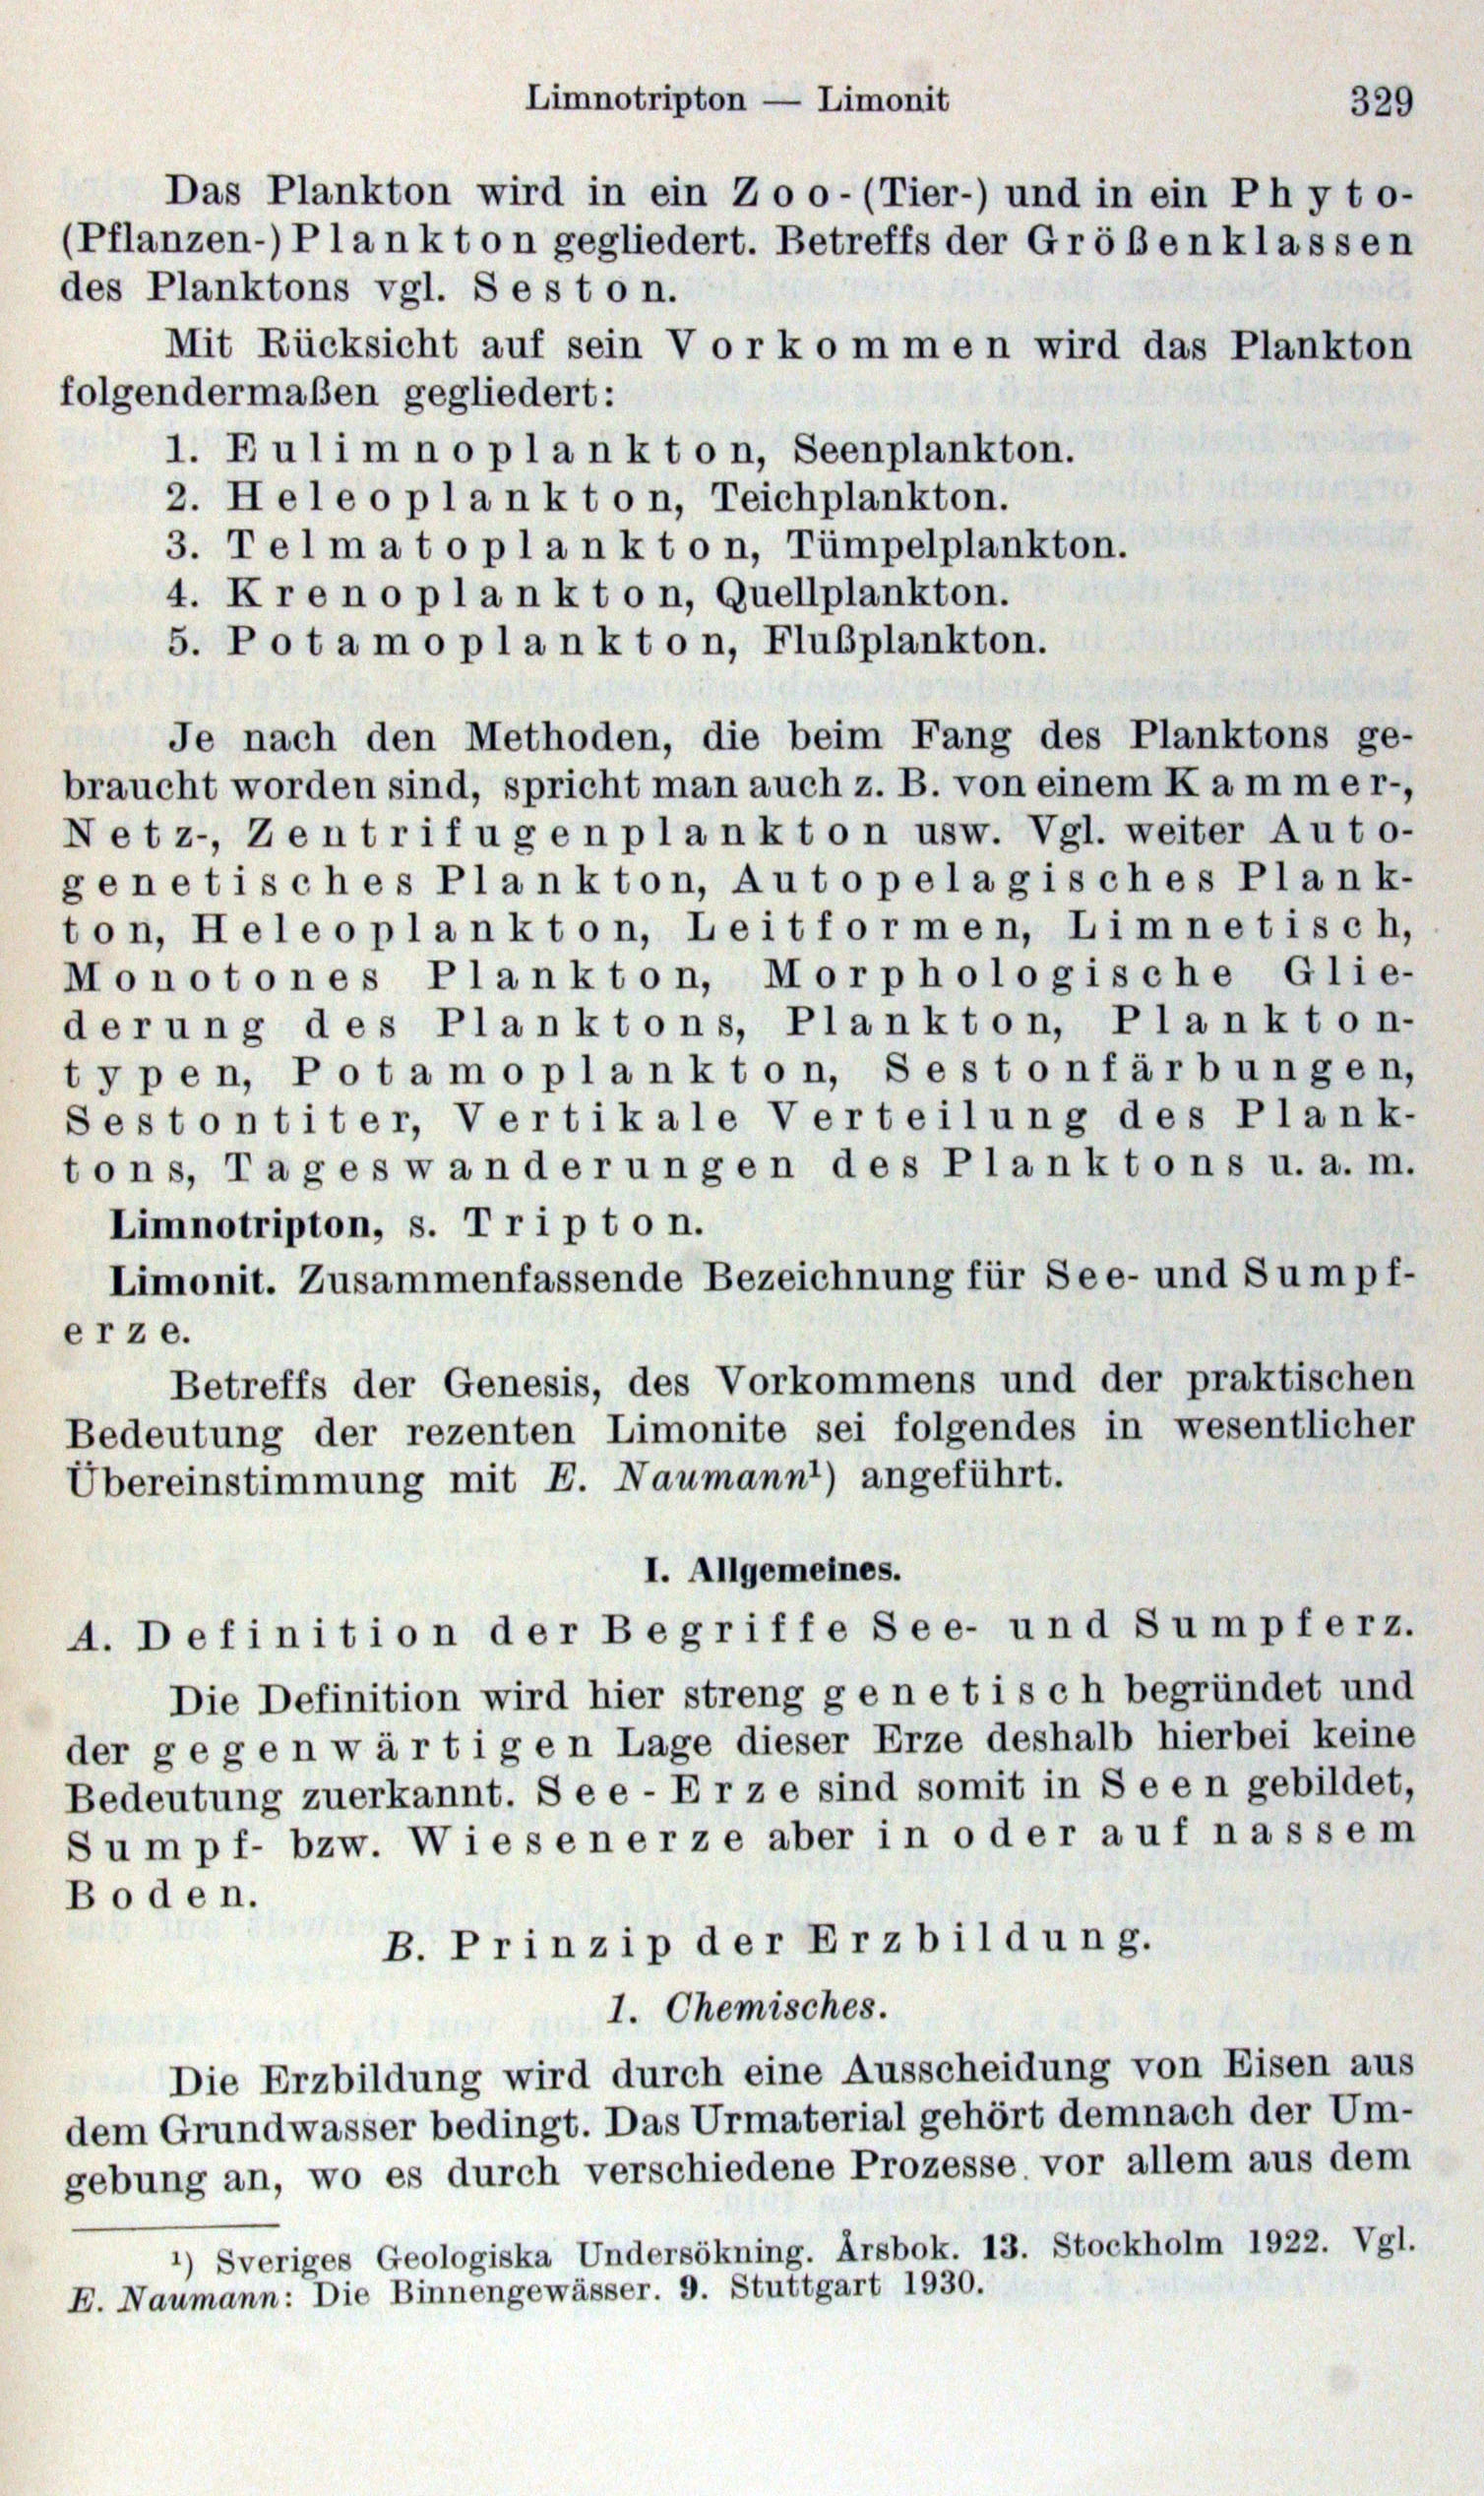 Limnotripton — Limonit 329
Das Plankton wird in ein Zoo-(Tier-) und in ein Phyto-
(Pflanzen-)Plankton gegliedert. Betreffs der Größenklassen
des Planktons vgl. Seston.
Mit Rücksicht auf sein Vorkommen wird das Plankton
folgendermaßen gegliedert:
1. Eulimnoplankton, Seenplankton.
2. Heleoplankton, Teichplankton.
3. Telmatoplankton, Tümpelplankton.
4. Krenoplankton, Quellplankton.
5. Potamoplankton, Flußplankton.
Je nach den Methoden, die beim Fang des Planktons ge-
braucht worden sind, spricht man auch z. B. von einem Kammer-,
Netz-, Zentrifugenplankton usw. Vgl. weiter Auto-
genetisches Plankton, Autopelagisches Plank-
ton, Heleoplankton, Leitformen, Limnetisch,
Monotones Plankton, Morphologische Glie-
derung des Planktons, Plankton, Plankton-
typen, Potamoplankton, Sestonfärbungen,
Sestontiter, Vertikale Verteilung des Plank-
tons, Tageswanderungen des Planktons u. a. m.
Limnotripton, s. Tripton.
Limonit. Zusammenfassende Bezeichnung für See- und Sumpf-
erze.
Betreffs der Genesis, des Vorkommens und der praktischen
Bedeutung der rezenten Limonite sei folgendes in wesentlicher
Übereinstimmung mit E. Naumann¹) angeführt.
I. Allgemeines.
A. Definition der Begriffe See- und Sumpferz.
Die Definition wird hier streng genetisch begründet und
der gegenwärtigen Lage dieser Erze deshalb hierbei keine
Bedeutung zuerkannt. See-Erze sind somit in Seen gebildet,
Sumpf- bzw. Wiesenerze aber in oder auf nassem
Boden.
B. Prinzip der Erzbildung.
1. Chemisches.
Die Erzbildung wird durch eine Ausscheidung von Eisen aus
dem Grundwasser bedingt. Das Urmaterial gehört demnach der Um-
gebung an, wo es durch verschiedene Prozesse vor allem aus dem
¹) Sveriges Geologiska Undersökning. Årsbok. 13. Stockholm 1922. Vgl.
E. Naumann: Die Binnengewässer. 9. Stuttgart 1930.